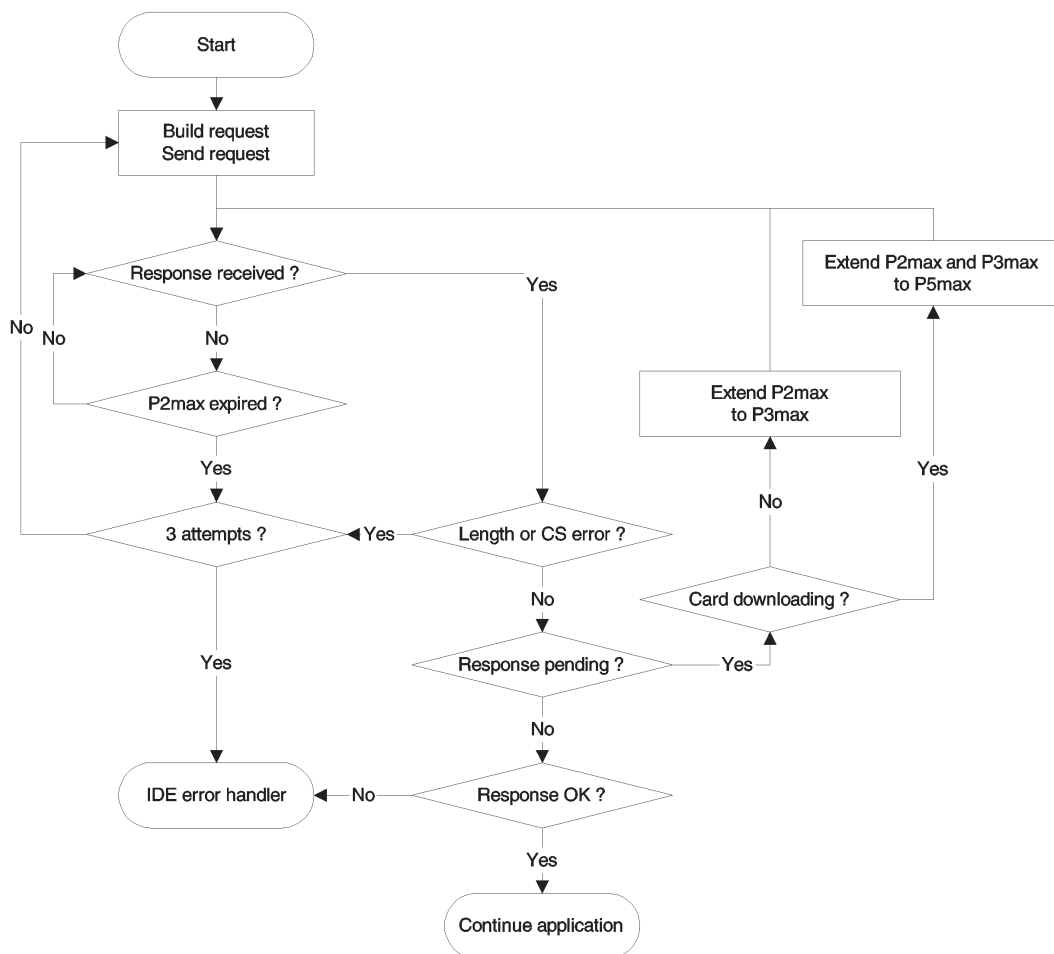 Start
Build request
Send request
Response received ?
Yes
Extend P2max and P3max
to P5max
No
No
No
P2max expired ?
Extend P2max
to P3max
Yes
Yes
No
3 attempts ?
Yes
Length or CS error ?
No
Card downloading ?
Yes
Response pending ?
Yes
No
IDE error handler
No
Response OK ?
Yes
Continue application